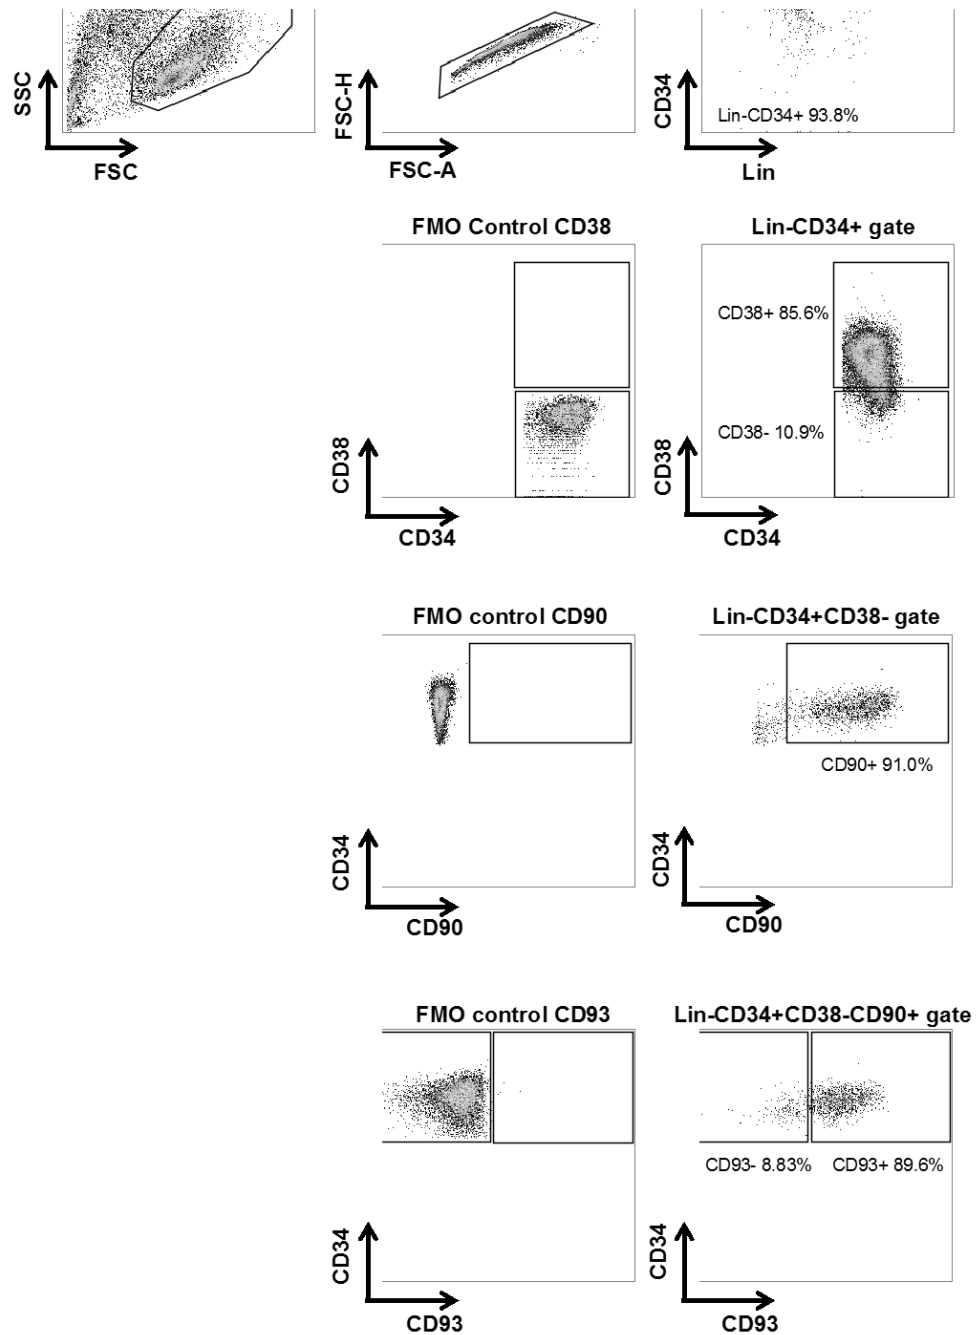 SSC
FSC
FSC-H
FSC-A
CD34
Lin-CD34+ 93.8%
Lin
FMO Control CD38
Lin-CD34+ gate
CD38+ 85.6%
CD38- 10.9%
CD38
CD34
CD38
CD34
FMO control CD90
Lin-CD34+CD38- gate
CD90+ 91.0%
CD34
CD90
CD34
CD90
FMO control CD93
Lin-CD34+CD38-CD90+ gate
CD93- 8.83%
CD93+ 89.6%
CD34
CD93
CD34
CD93